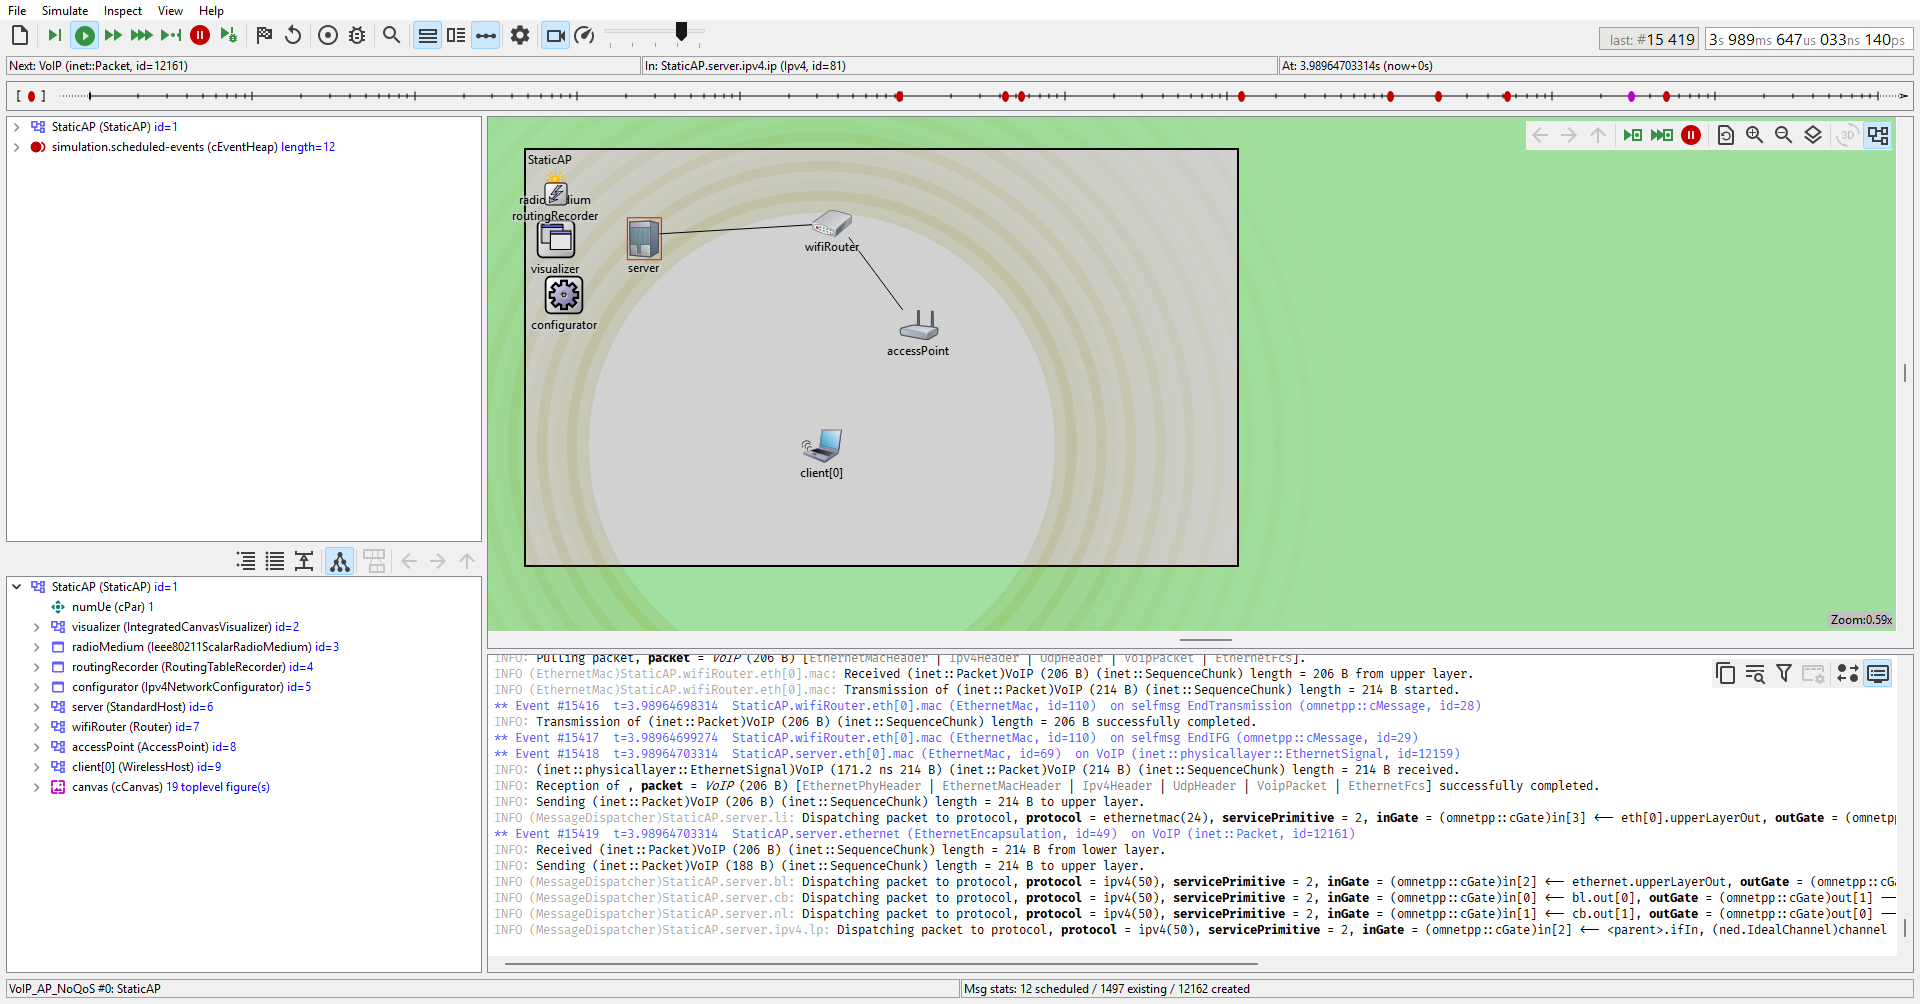 File Simulate Inspect View Help
last: #15 419 3s 989ms 647us 033ns 140ps
Next: VoIP (inet::Packet, id=12161) In: StaticAP.server.ipv4.ip (Ipv4, id=81) At: 3.98964703314s (now+0s)
StaticAP (StaticAP) id=1
simulation.scheduled-events (cEventHeap) length=12
StaticAP (StaticAP) id=1
numUe (cPar) 1
visualizer (IntegratedCanvasVisualizer) id=2
radioMedium (Ieee80211ScalarRadioMedium) id=3
routingRecorder (RoutingTableRecorder) id=4
configurator (Ipv4NetworkConfigurator) id=5
server (StandardHost) id=6
wifiRouter (Router) id=7
accessPoint (AccessPoint) id=8
client[0] (WirelessHost) id=9
canvas (cCanvas) 19 toplevel figure(s)
3D
StaticAP
routingRecorder
visualizer
configurator
server
wifiRouter
accessPoint
client[0]
Zoom:0.59x
INFO: Pulling packet, packet = VoIP (206 B) [EthernetMacHeader | Ipv4Header | UdpHeader | VoipPacket | EthernetFcs].
INFO (EthernetMac)StaticAP.wifiRouter.eth[0].mac: Received (inet::Packet)VoIP (206 B) (inet::SequenceChunk) length = 206 B from upper layer.
INFO (EthernetMac)StaticAP.wifiRouter.eth[0].mac: Transmission of (inet::Packet)VoIP (214 B) (inet::SequenceChunk) length = 214 B started.
** Event #15416 t=3.98964698314 StaticAP.wifiRouter.eth[0].mac (EthernetMac, id=110) on selfmsg EndTransmission (omnetpp::cMessage, id=28)
INFO: Transmission of (inet::Packet)VoIP (206 B) (inet::SequenceChunk) length = 206 B successfully completed.
** Event #15417 t=3.98964699274 StaticAP.wifiRouter.eth[0].mac (EthernetMac, id=110) on selfmsg EndIFG (omnetpp::cMessage, id=29)
** Event #15418 t=3.98964703314 StaticAP.server.eth[0].mac (EthernetMac, id=69) on VoIP (inet::physicallayer::EthernetSignal, id=12159)
INFO: (inet::physicallayer::EthernetSignal)VoIP (171.2 ns 214 B) (inet::Packet)VoIP (214 B) (inet::SequenceChunk) length = 214 B received.
INFO: Reception of , packet = VoIP (206 B) [EthernetPhyHeader | EthernetMacHeader | Ipv4Header | UdpHeader | VoipPacket | EthernetFcs] successfully completed.
INFO: Sending (inet::Packet)VoIP (206 B) (inet::SequenceChunk) length = 214 B to upper layer.
INFO (MessageDispatcher)StaticAP.server.li: Dispatching packet to protocol, protocol = ethernetmac(24), servicePrimitive = 2, inGate = (omnetpp::cGate)in[3] <-- eth[0].upperLayerOut, outGate = (omnetpp
** Event #15419 t=3.98964703314 StaticAP.server.ethernet (EthernetEncapsulation, id=49) on VoIP (inet::Packet, id=12161)
INFO: Received (inet::Packet)VoIP (206 B) (inet::SequenceChunk) length = 214 B from lower layer.
INFO: Sending (inet::Packet)VoIP (188 B) (inet::SequenceChunk) length = 214 B to upper layer.
INFO (MessageDispatcher)StaticAP.server.bl: Dispatching packet to protocol, protocol = ipv4(50), servicePrimitive = 2, inGate = (omnetpp::cGate)in[2] <-- ethernet.upperLayerOut, outGate = (omnetpp::cGa
INFO (MessageDispatcher)StaticAP.server.cb: Dispatching packet to protocol, protocol = ipv4(50), servicePrimitive = 2, inGate = (omnetpp::cGate)in[0] <-- bl.out[0], outGate = (omnetpp::cGate)out[1] --
INFO (MessageDispatcher)StaticAP.server.nl: Dispatching packet to protocol, protocol = ipv4(50), servicePrimitive = 2, inGate = (omnetpp::cGate)in[1] <-- cb.out[1], outGate = (omnetpp::cGate)out[0] --
INFO (MessageDispatcher)StaticAP.server.ipv4.lp: Dispatching packet to protocol, protocol = ipv4(50), servicePrimitive = 2, inGate = (omnetpp::cGate)in[2] <-- <parent>.ifIn, (ned.IdealChannel)channel
VoIP_AP_NoQoS #0: StaticAP Msg stats: 12 scheduled / 1497 existing / 12162 created